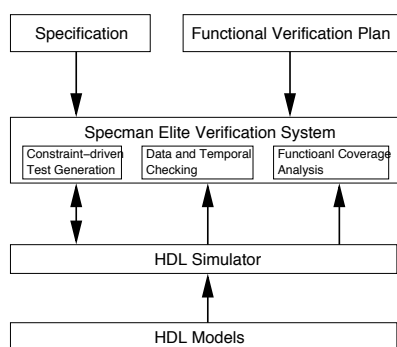 Specification
Functional Verification Plan
Specman Elite Verification System
Constraint–driven
Test Generation
Data and Temporal
Checking
Functioanl Coverage
Analysis
HDL Simulator
HDL Models